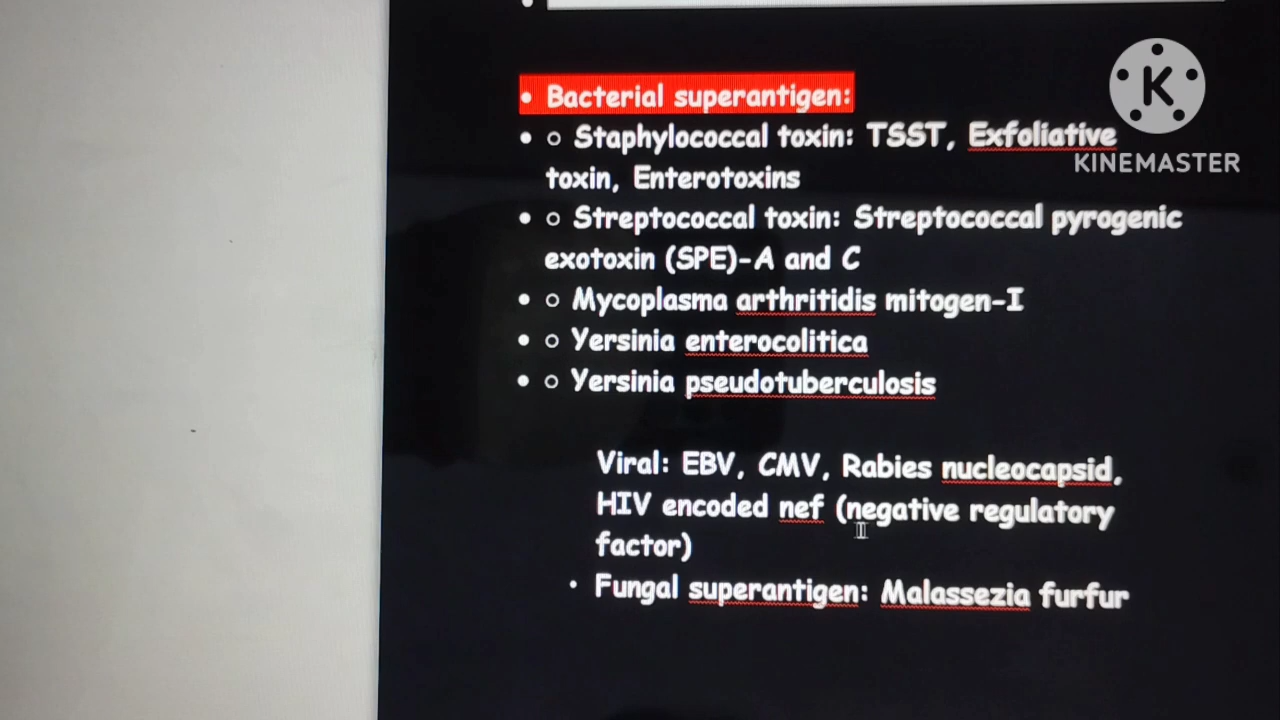 • Bacterial superantigen:
• ○ Staphylococcal toxin: TSST, Exfoliative
toxin, Enterotoxins
• ○ Streptococcal toxin: Streptococcal pyrogenic
exotoxin (SPE)-A and C
• ○ Mycoplasma arthritidis mitogen-I
• ○ Yersinia enterocolitica
• ○ Yersinia pseudotuberculosis
Viral: EBV, CMV, Rabies nucleocapsid,
HIV encoded nef (negative regulatory
factor)
• Fungal superantigen: Malassezia furfur
K
KINEMASTER